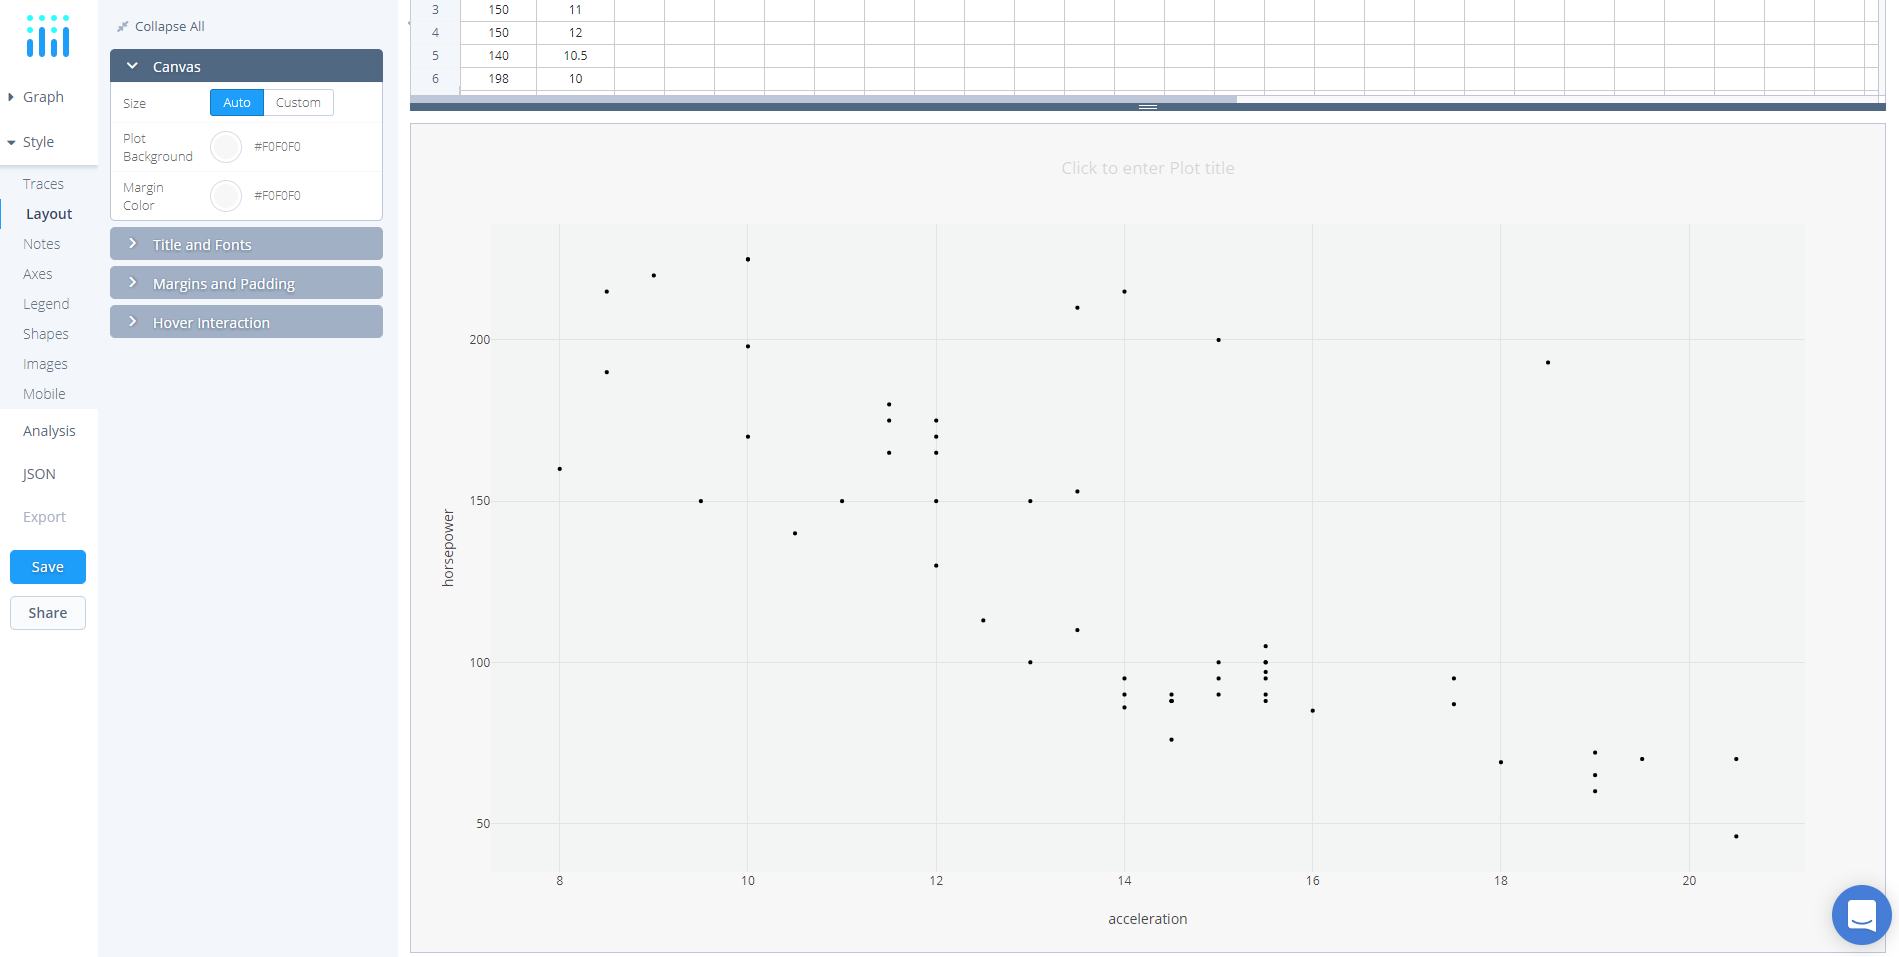 Collapse All
Canvas
Size Auto Custom
Plot
Background #F0F0F0
Margin
Color #F0F0F0
Title and Fonts
Margins and Padding
Hover Interaction
Graph
Style
Traces
Layout
Notes
Axes
Legend
Shapes
Images
Mobile
Analysis
JSON
Export
Save
Share
3 150 11
4 150 12
5 140 10.5
6 198 10
Click to enter Plot title
200
150
100
50
horsepower
8 10 12 14 16 18 20
acceleration